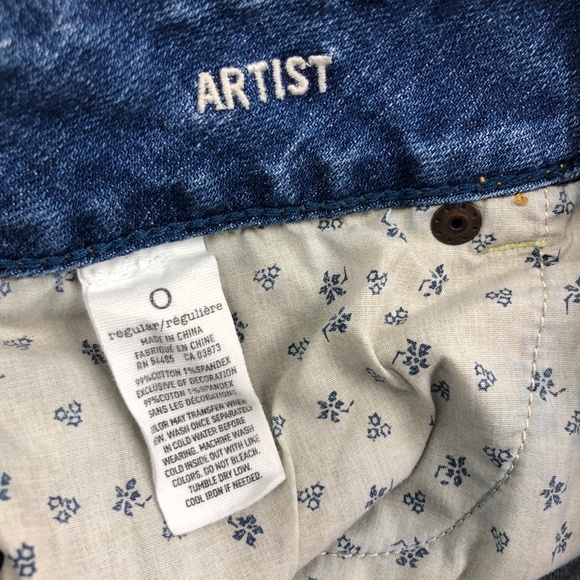 ARTIST
0
regular/régulière
MADE IN CHINA
FABRIQUÉ EN CHINE
RN 54485 CA 03873
99%COTTON 1%SPANDEX
EXCLUSIVE OF DECORATION
99%COTON 1%SPANDEX
SANS LES DÉCORATIONS
COLOR MAY TRANSFER WHEN
NEW. WASH ONCE SEPARATELY
IN COLD WATER BEFORE
WEARING. MACHINE WASH
COLD INSIDE OUT WITH LIKE
COLORS. DO NOT BLEACH.
TUMBLE DRY LOW.
COOL IRON IF NEEDED.